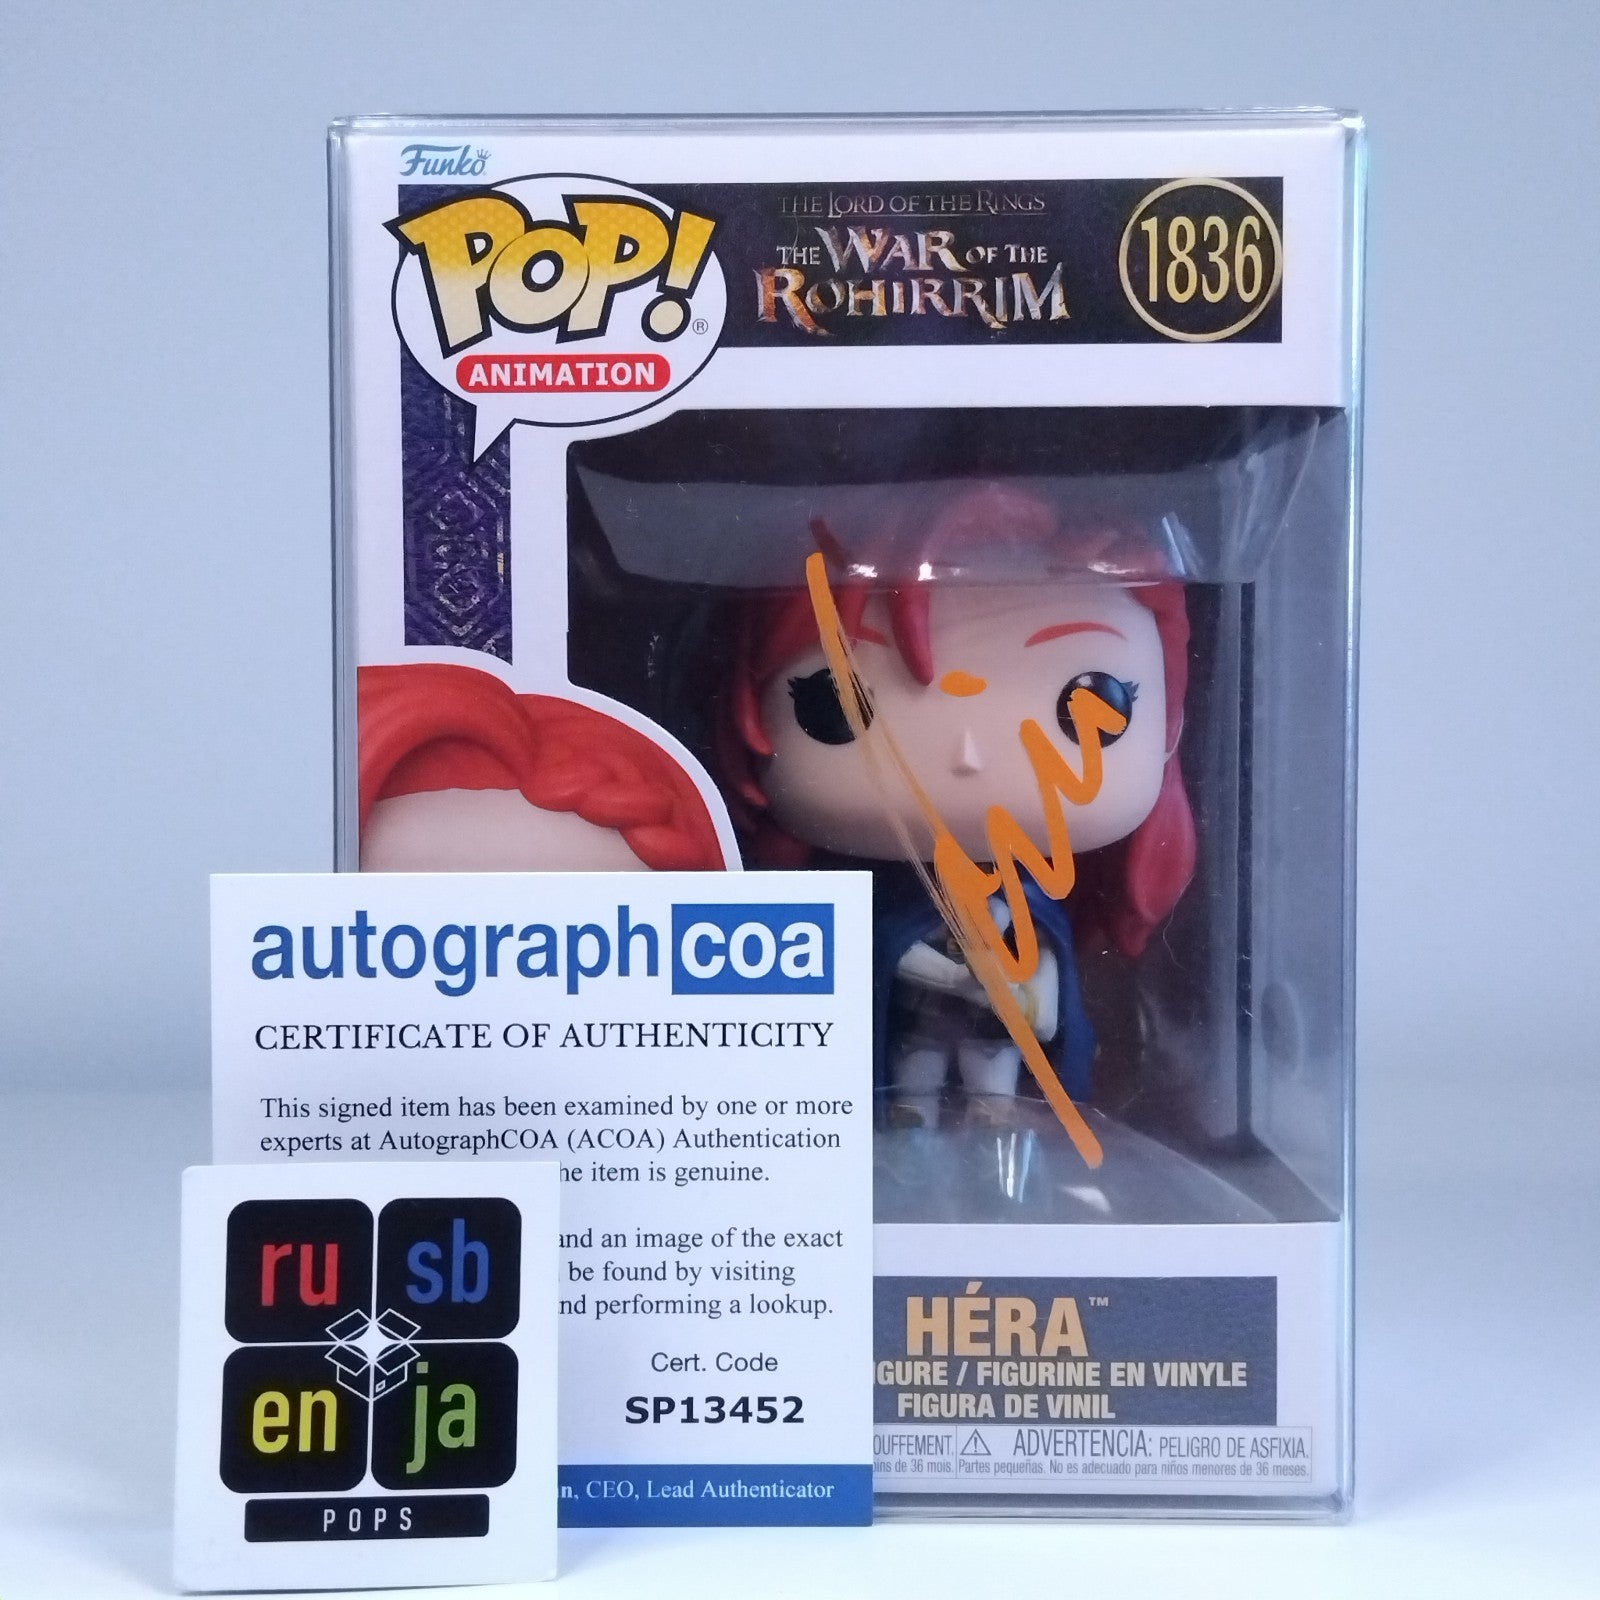 Funko
POP!®
ANIMATION
THE LORD OF THE RINGS
THE WAR OF THE
ROHIRRIM
1836
autograph coa
CERTIFICATE OF AUTHENTICITY
This signed item has been examined by one or more
experts at AutographCOA (ACOA) Authentication
he item is genuine.
and an image of the exact
be found by visiting
nd performing a lookup.
Cert. Code
SP13452
n, CEO, Lead Authenticator
ru sb
en ja
POPS
HÉRA™
IGURE / FIGURINE EN VINYLE
FIGURA DE VINIL
OUFFEMENT. ⚠ ADVERTENCIA: PELIGRO DE ASFIXIA.
ins de 36 mois. Partes pequeñas. No es adecuado para niños menores de 36 meses.